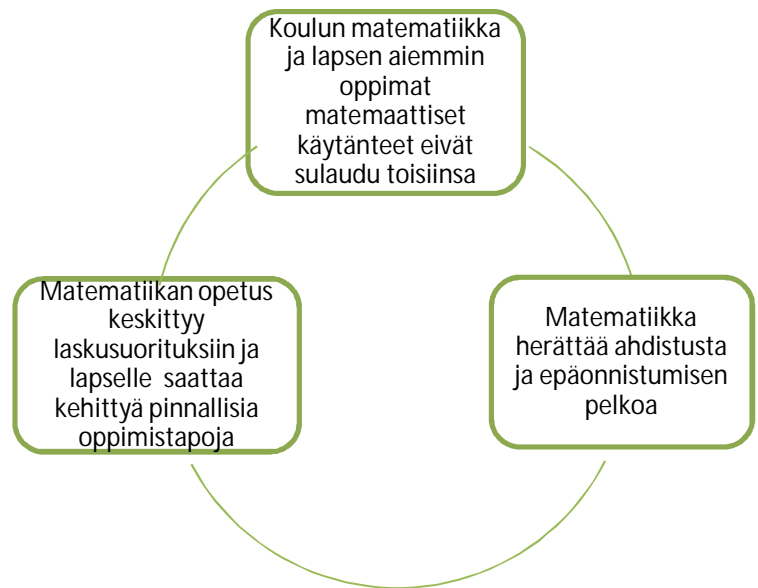 Koulun matematiikka
ja lapsen aiemmin
oppimat
matemaattiset
käytänteet eivät
sulaudu toisiinsa
Matematiikan opetus
keskittyy
laskusuorituksiin ja
lapselle saattaa
kehittyä pinnallisia
oppimistapoja
Matematiikka
herättää ahdistusta
ja epäonnistumisen
pelkoa